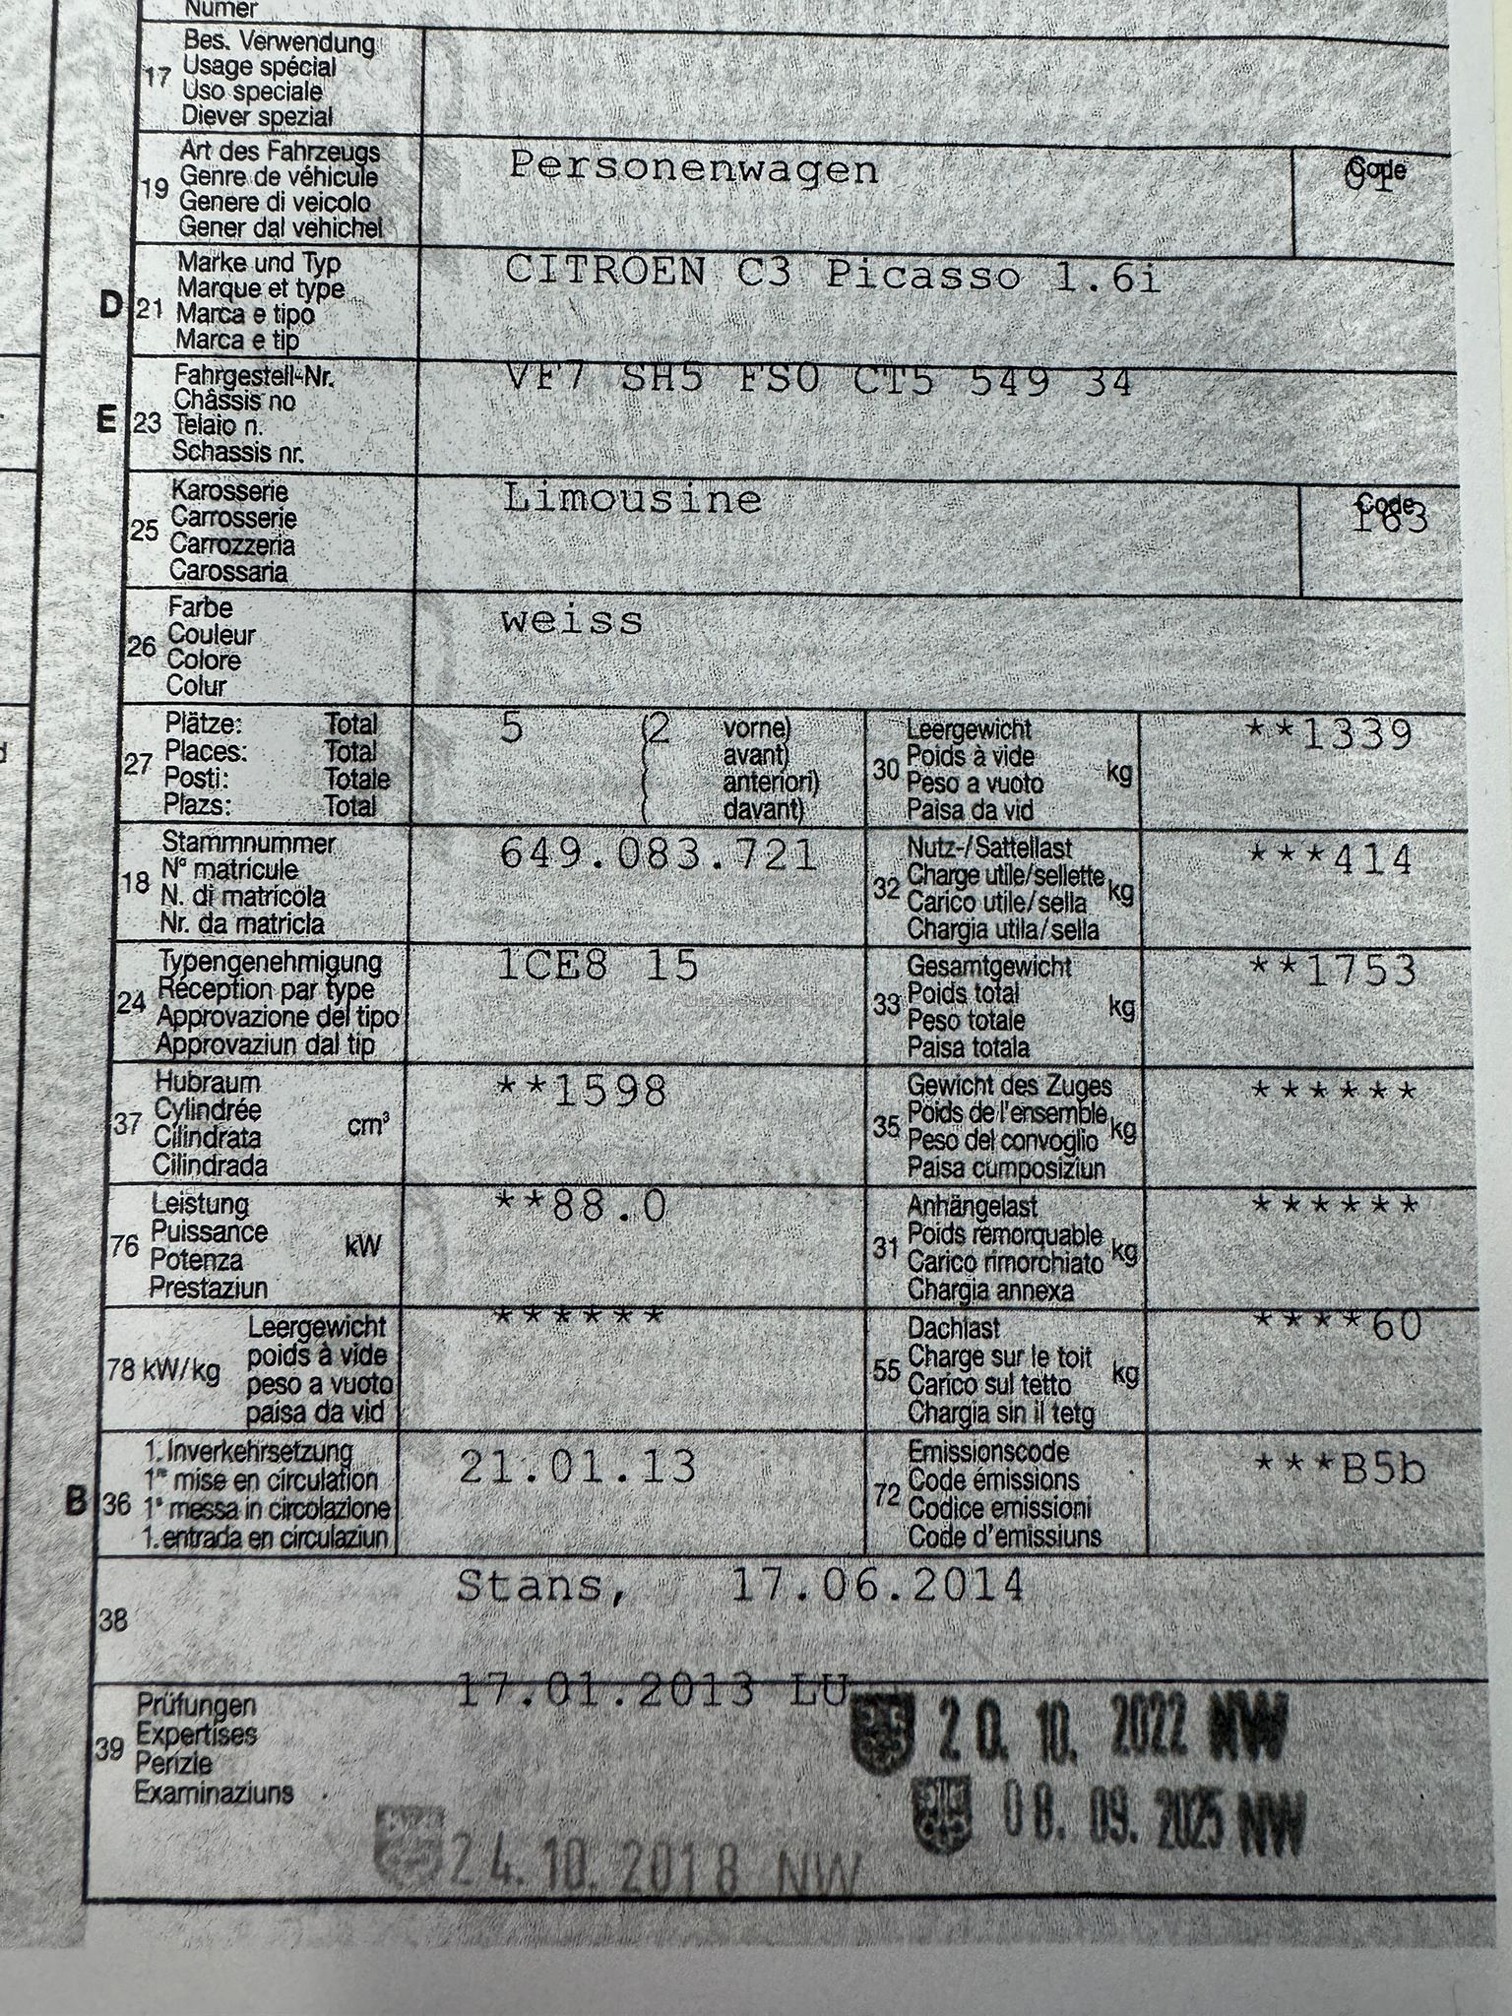 Numer
17 Bes. Verwendung
Usage spécial
Uso speciale
Diever spezial
19 Art des Fahrzeugs Personenwagen Code 01
Genre de véhicule
Genere di veicolo
Gener dal vehichel
D 21 Marke und Typ CITROEN C3 Picasso 1.6i
Marque et type
Marca e tipo
Marca e tip
E 23 Fahrgestell-Nr. VF7 SH5 FS0 CT5 549 34
Châssis no
Telaio n.
Schassis nr.
25 Karosserie Limousine Code 163
Carrosserie
Carrozzeria
Carossaria
26 Farbe weiss
Couleur
Colore
Colur
27 Plätze: Total 5 (2 vorne)
Places: Total avant)
Posti: Totale anteriori)
Plazs: Total davant)
30 Leergewicht **1339
Poids à vide
Peso a vuoto kg
Paisa da vid
18 Stammnummer 649.083.721
N° matricule
N. di matricola
Nr. da matricla
32 Nutz-/Sattellast ***414
Charge utile/sellette kg
Carico utile/sella
Chargia utila/sella
24 Typengenehmigung 1CE8 15
Réception par type
Approvazione del tipo
Approvaziun dal tip
33 Gesamtgewicht **1753
Poids total kg
Peso totale
Paisa totala
37 Hubraum **1598
Cylindrée cm³
Cilindrata
Cilindrada
35 Gewicht des Zuges ******
Poids de l'ensemble kg
Peso del convoglio
Paisa cumposiziun
76 Leistung **88.0
Puissance kW
Potenza
Prestaziun
31 Anhängelast ******
Poids remorquable kg
Carico rimorchiato
Chargia annexa
78 kW/kg Leergewicht ******
poids à vide
peso a vuoto
paisa da vid
55 Dachlast ****60
Charge sur le toit kg
Carico sul tetto
Chargia sin il tetg
B 36 1. Inverkehrsetzung 21.01.13
1re mise en circulation
1a messa in circolazione
1. entrada en circulaziun
72 Emissionscode ***B5b
Code émissions
Codice emissioni
Code d'emissiuns
38 Stans, 17.06.2014
39 Prüfungen 17.01.2013 LU
Expertises
Perizie
Examinaziuns
20. 10. 2022 NW
08. 09. 2025 NW
24. 10. 2018 NW